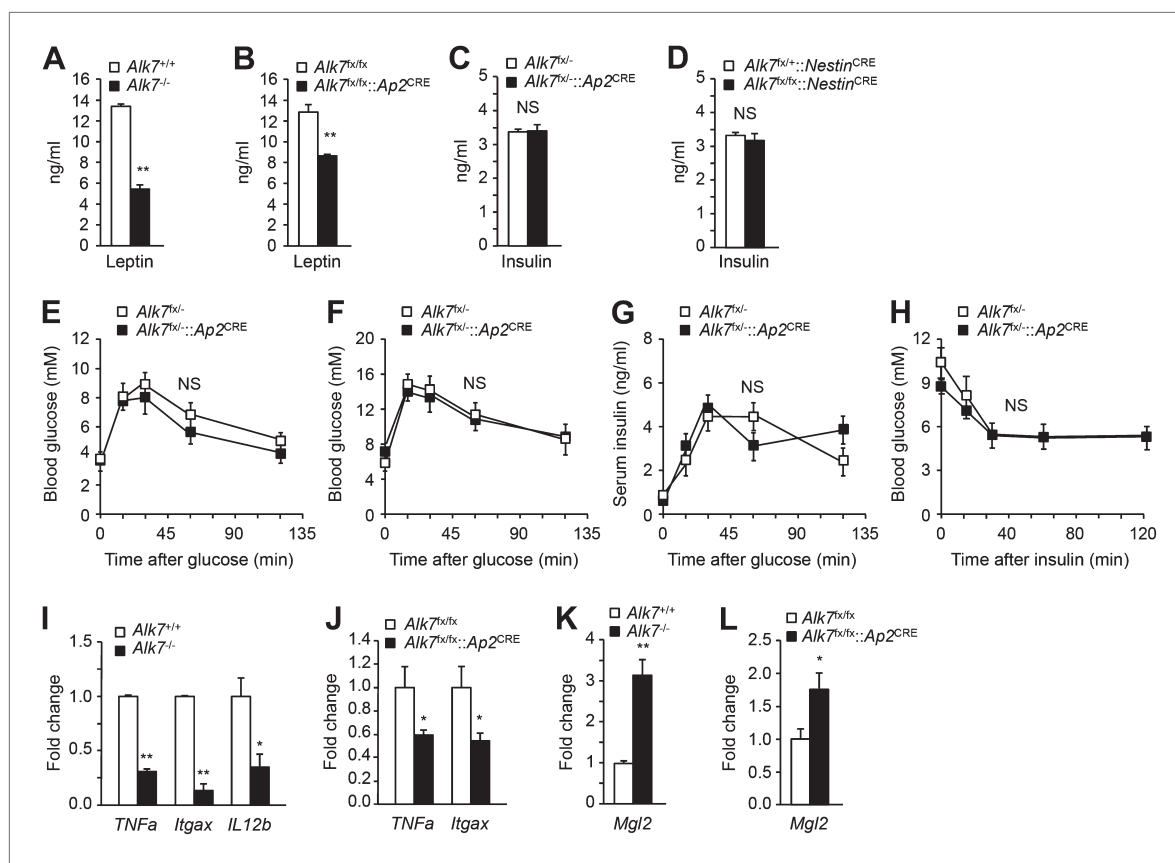 A
Alk7+/+
Alk7-/-
16
14
12
10
8
6
4
2
0
ng/ml
**
Leptin
B
Alk7fx/fx
Alk7fx/fx::Ap2CRE
16
14
12
10
8
6
4
2
0
ng/ml
**
Leptin
C
Alk7fx/-
Alk7fx/-::Ap2CRE
5
4
3
3
2
1
1
0
ng/ml
NS
Insulin
D
Alk7fx/+::NestinCRE
Alk7fx/fx::NestinCRE
5
4
3
3
2
1
1
0
ng/ml
NS
Insulin
E
Alk7fx/-
Alk7fx/-::Ap2CRE
12
10
8
6
4
2
0
Blood glucose (mM)
NS
0 45 90 135
Time after glucose (min)
F
Alk7fx/-
Alk7fx/-::Ap2CRE
20
16
12
8
4
0
Blood glucose (mM)
NS
0 45 90 135
Time after glucose (min)
G
Alk7fx/-
Alk7fx/-::Ap2CRE
8
6
4
2
0
Serum insulin (ng/ml)
NS
0 45 90 135
Time after glucose (min)
H
Alk7fx/-
Alk7fx/-::Ap2CRE
12
9
6
3
0
Blood glucose (mM)
NS
0 30 60 90 120
Time after insulin (min)
I
Alk7+/+
Alk7-/-
1.5
1.0
0.5
0.0
Fold change
** ** *
TNFa Itgax IL12b
J
Alk7fx/fx
Alk7fx/fx::Ap2CRE
1.4
1.2
1.0
0.8
0.6
0.4
0.2
0.0
Fold change
* *
TNFa Itgax
K
Alk7+/+
Alk7-/-
4
3
2
1
0
Fold change
**
Mgl2
L
Alk7fx/fx
Alk7fx/fx::Ap2CRE
2.5
2.0
1.5
1.0
0.5
0.0
Fold change
*
Mgl2